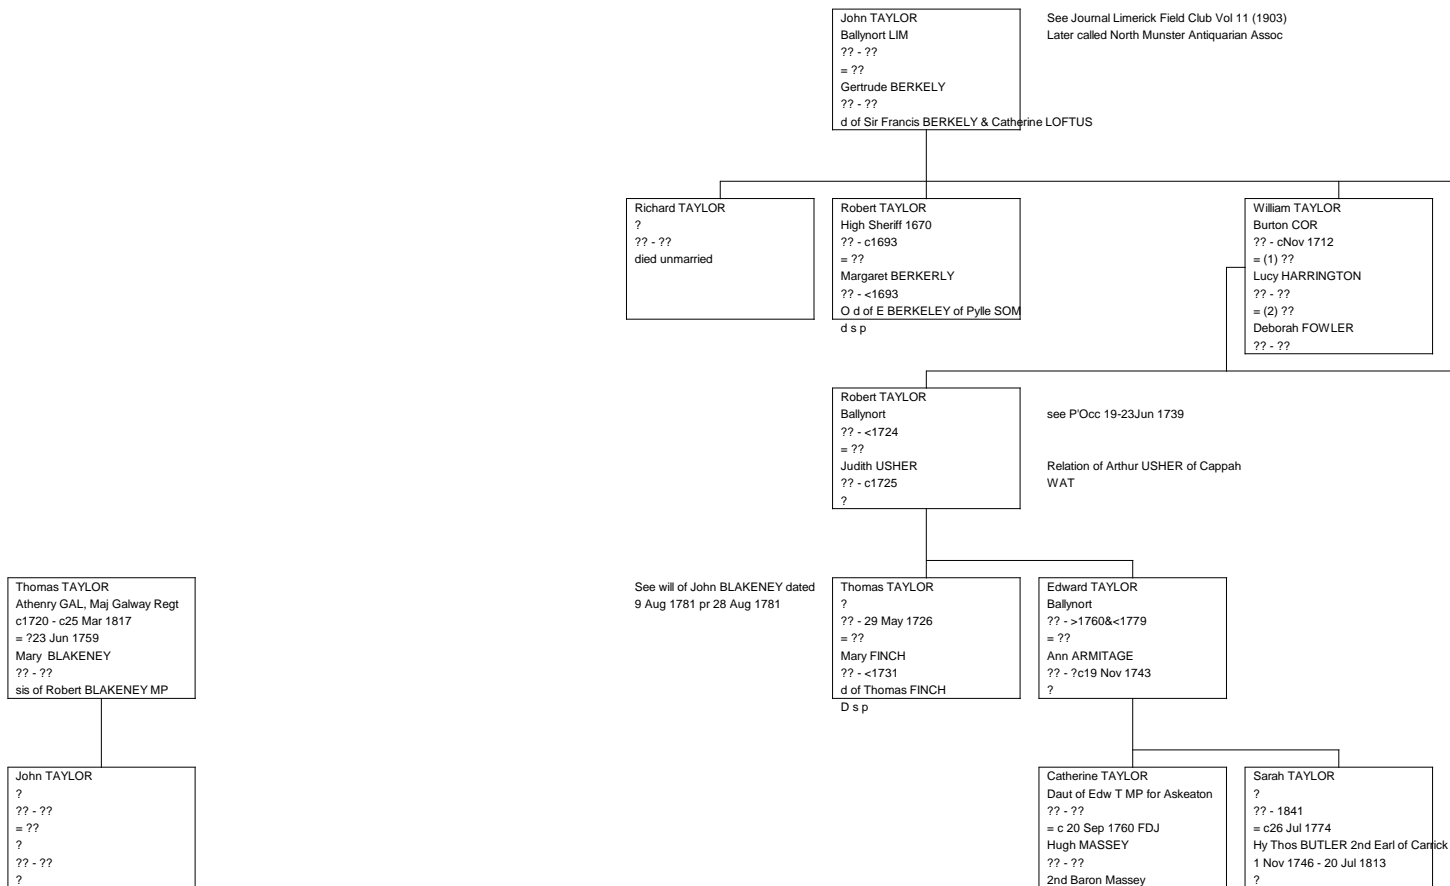 John TAYLOR
Ballynort LIM
?? - ??
= ??
Gertrude BERKELY
?? - ??
d of Sir Francis BERKELY & Catherine LOFTUS
See Journal Limerick Field Club Vol 11 (1903)
Later called North Munster Antiquarian Assoc
Richard TAYLOR
?
?? - ??
died unmarried
Robert TAYLOR
High Sheriff 1670
?? - c1693
= ??
Margaret BERKERLY
?? - <1693
O d of E BERKELEY of Pylle SOM
d s p
William TAYLOR
Burton COR
?? - cNov 1712
= (1) ??
Lucy HARRINGTON
?? - ??
= (2) ??
Deborah FOWLER
?? - ??
Robert TAYLOR
Ballynort
?? - <1724
= ??
Judith USHER
?? - c1725
?
see P'Occ 19-23Jun 1739
Relation of Arthur USHER of Cappah
WAT
Thomas TAYLOR
Athenry GAL, Maj Galway Regt
c1720 - c25 Mar 1817
= ?23 Jun 1759
Mary  BLAKENEY
?? - ??
sis of Robert BLAKENEY MP
See will of John BLAKENEY dated
9 Aug 1781 pr 28 Aug 1781
Thomas TAYLOR
?
?? - 29 May 1726
= ??
Mary FINCH
?? - <1731
d of Thomas FINCH
D s p
Edward TAYLOR
Ballynort
?? - >1760&<1779
= ??
Ann ARMITAGE
?? - ?c19 Nov 1743
?
John TAYLOR
?
?? - ??
= ??
?
?? - ??
?
Catherine TAYLOR
Daut of Edw T MP for Askeaton
?? - ??
= c 20 Sep 1760 FDJ
Hugh MASSEY
?? - ??
2nd Baron Massey
Sarah TAYLOR
?
?? - 1841
= c26 Jul 1774
Hy Thos BUTLER 2nd Earl of Carrick
1 Nov 1746 - 20 Jul 1813
?